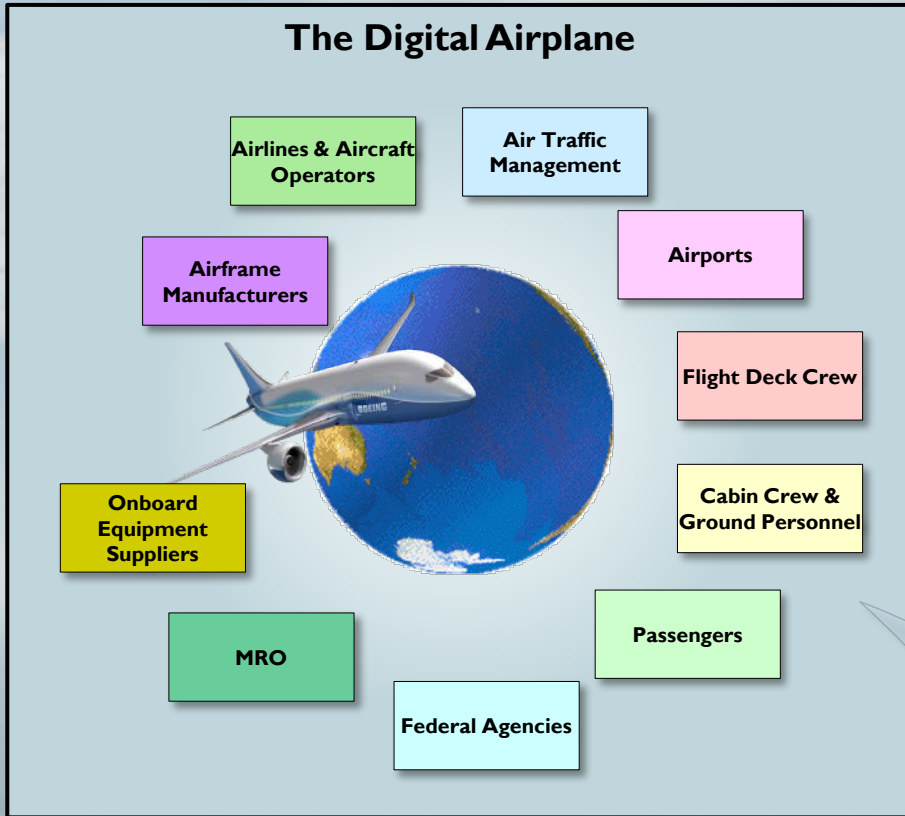 The Digital Airplane
Airlines & Aircraft
Operators
Air Traffic
Management
Airports
Airframe
Manufacturers
Flight Deck Crew
BOEING
Cabin Crew &
Ground Personnel
Onboard
Equipment
Suppliers
Passengers
MRO
Federal Agencies